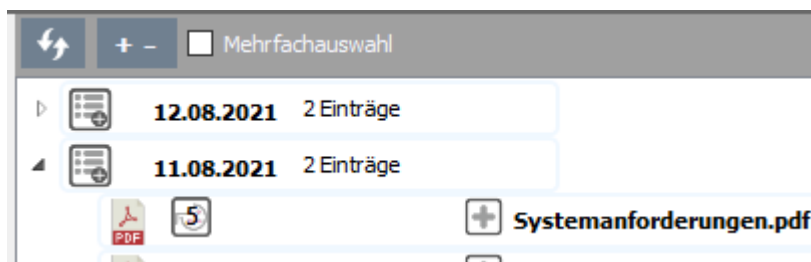 + - Mehrfachauswahl
12.08.2021 2 Einträge
11.08.2021 2 Einträge
PDF 5 Systemanforderungen.pdf